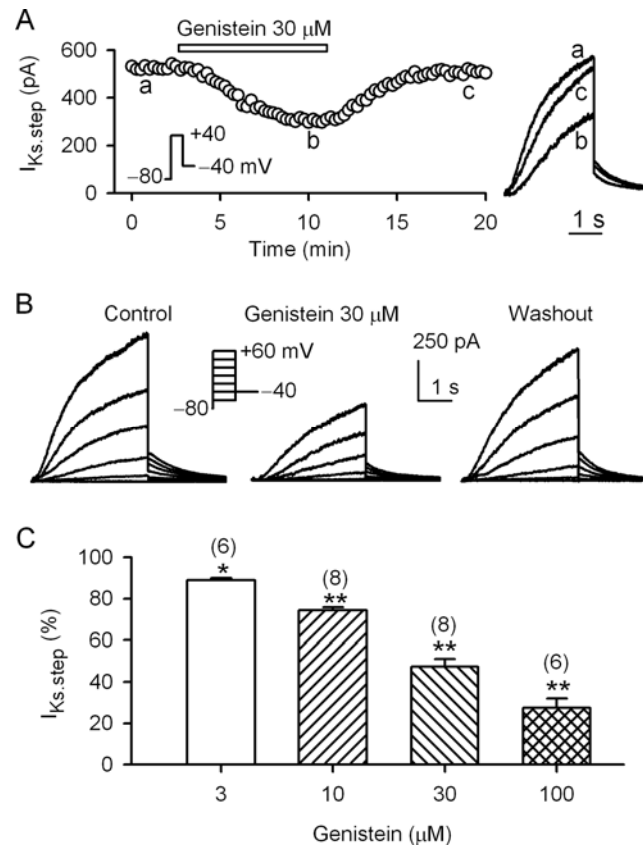 A
Genistein 30 μM
I_Ks.step (pA)
600
400
200
0
a
b
c
+40
−40 mV
−80
0
5
10
15
20
Time (min)
a
c
b
1 s
B
Control
Genistein 30 μM
Washout
+60 mV
−40
−80
250 pA
1 s
C
I_Ks.step (%)
100
80
60
40
20
0
(6)
*
(8)
**
(8)
**
(6)
**
3
10
30
100
Genistein (μM)